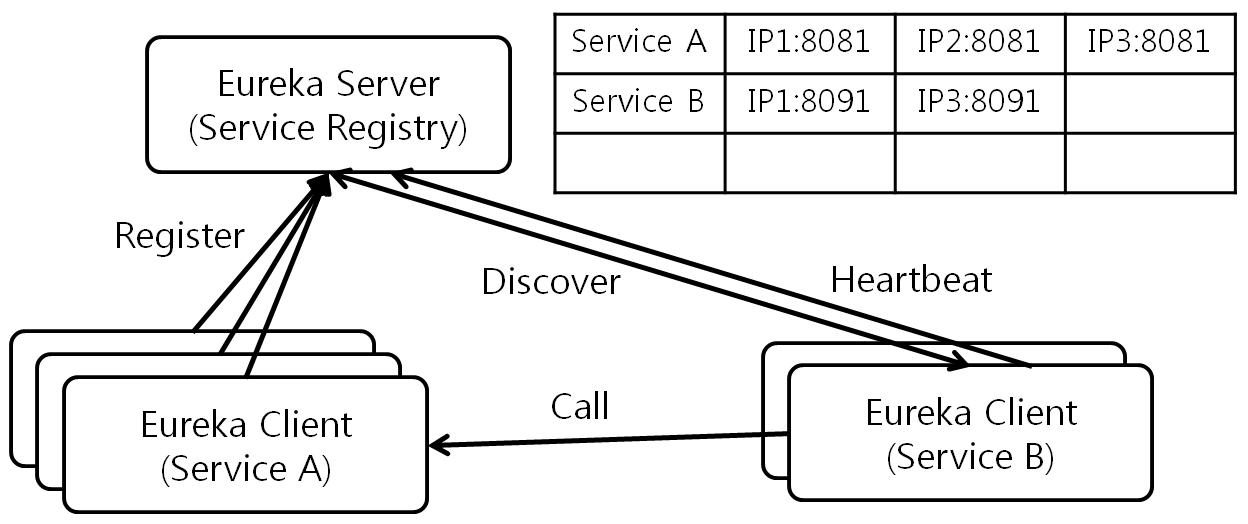 Eureka Server
(Service Registry)
Service A IP1:8081 IP2:8081 IP3:8081
Service B IP1:8091 IP3:8091
Register
Discover
Heartbeat
Call
Eureka Client
(Service A)
Eureka Client
(Service B)